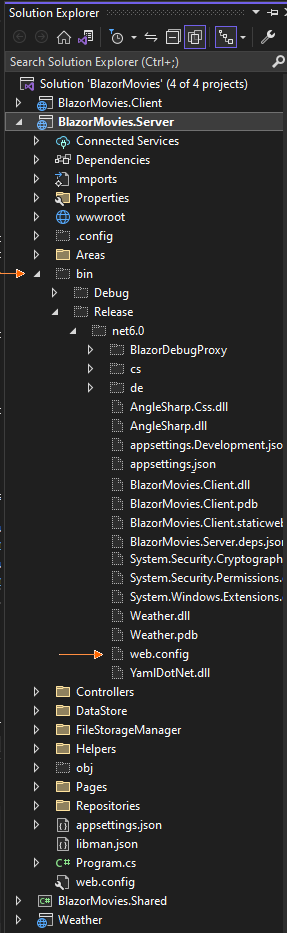 Solution Explorer
Search Solution Explorer (Ctrl+;)
Solution 'BlazorMovies' (4 of 4 projects)
BlazorMovies.Client
BlazorMovies.Server
Connected Services
Dependencies
Imports
Properties
wwwroot
.config
Areas
bin
Debug
Release
net6.0
BlazorDebugProxy
cs
de
AngleSharp.Css.dll
AngleSharp.dll
appsettings.Development.jso
appsettings.json
BlazorMovies.Client.dll
BlazorMovies.Client.pdb
BlazorMovies.Client.staticweb
BlazorMovies.Server.deps.jso
System.Security.Cryptograph
System.Security.Permissions.
System.Windows.Extensions.
Weather.dll
Weather.pdb
web.config
YamlDotNet.dll
Controllers
DataStore
FileStorageManager
Helpers
obj
Pages
Repositories
appsettings.json
libman.json
C# Program.cs
web.config
C# BlazorMovies.Shared
Weather